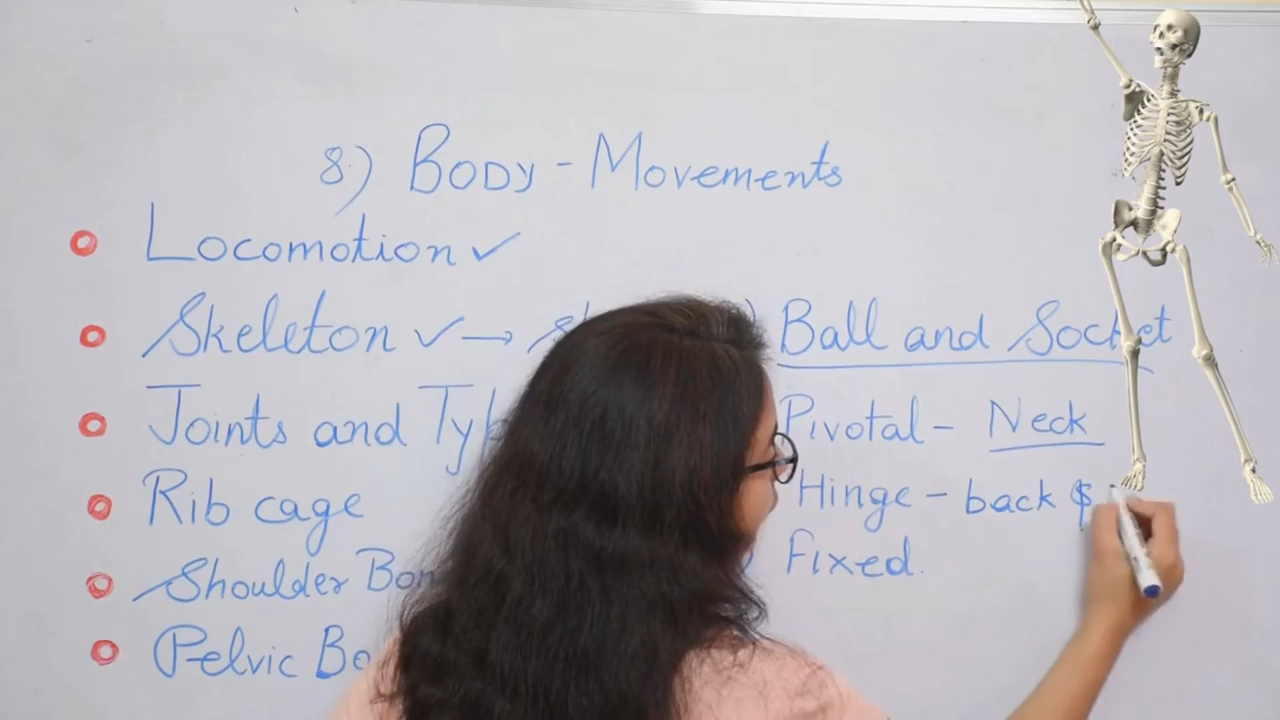 8) Body - Movements
Locomotion ✓
Skeleton ✓ →
Ball and Socket
Joints and
Pivotal - Neck
Rib cage
Hinge - back $
Shoulder
Fixed.
Pelvic